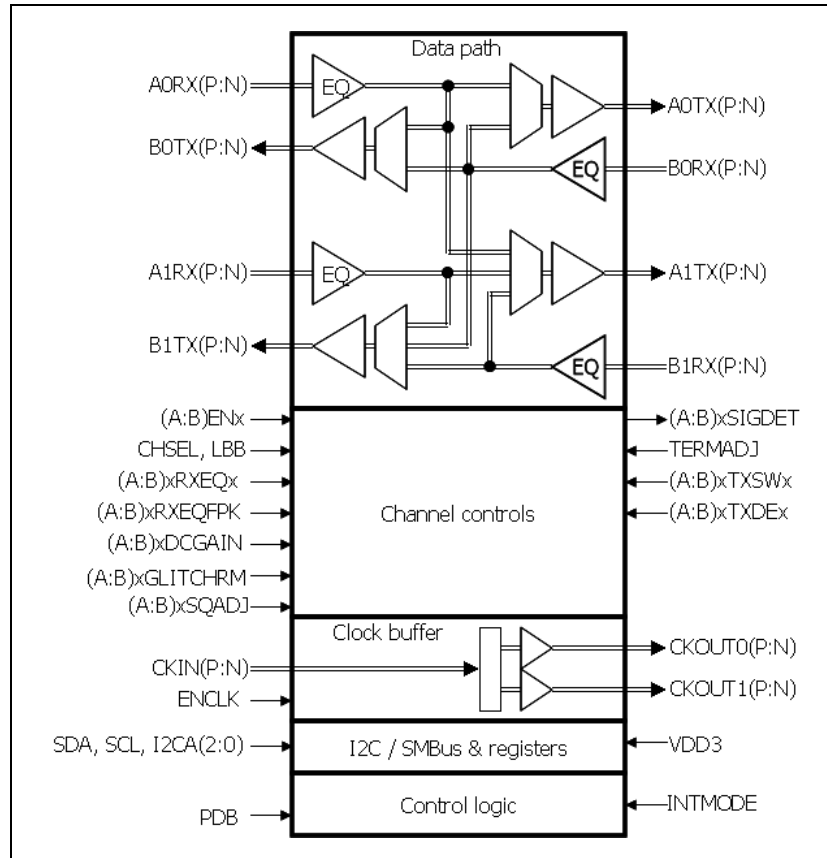 Data path
A0RX(P:N)
EQ
A0TX(P:N)
B0TX(P:N)
EQ
B0RX(P:N)
A1RX(P:N)
EQ
A1TX(P:N)
B1TX(P:N)
EQ
B1RX(P:N)
(A:B)ENx
(A:B)xSIGDET
CHSEL, LBB
TERMADJ
(A:B)xRXEQx
(A:B)xTXSWx
(A:B)xRXEQFPK
Channel controls
(A:B)xTXDEx
(A:B)xDCGAIN
(A:B)xGLITCHRM
(A:B)xSQADJ
Clock buffer
CKOUT0(P:N)
CKIN(P:N)
CKOUT1(P:N)
ENCLK
SDA, SCL, I2CA(2:0)
I2C / SMBus & registers
VDD3
Control logic
INTMODE
PDB